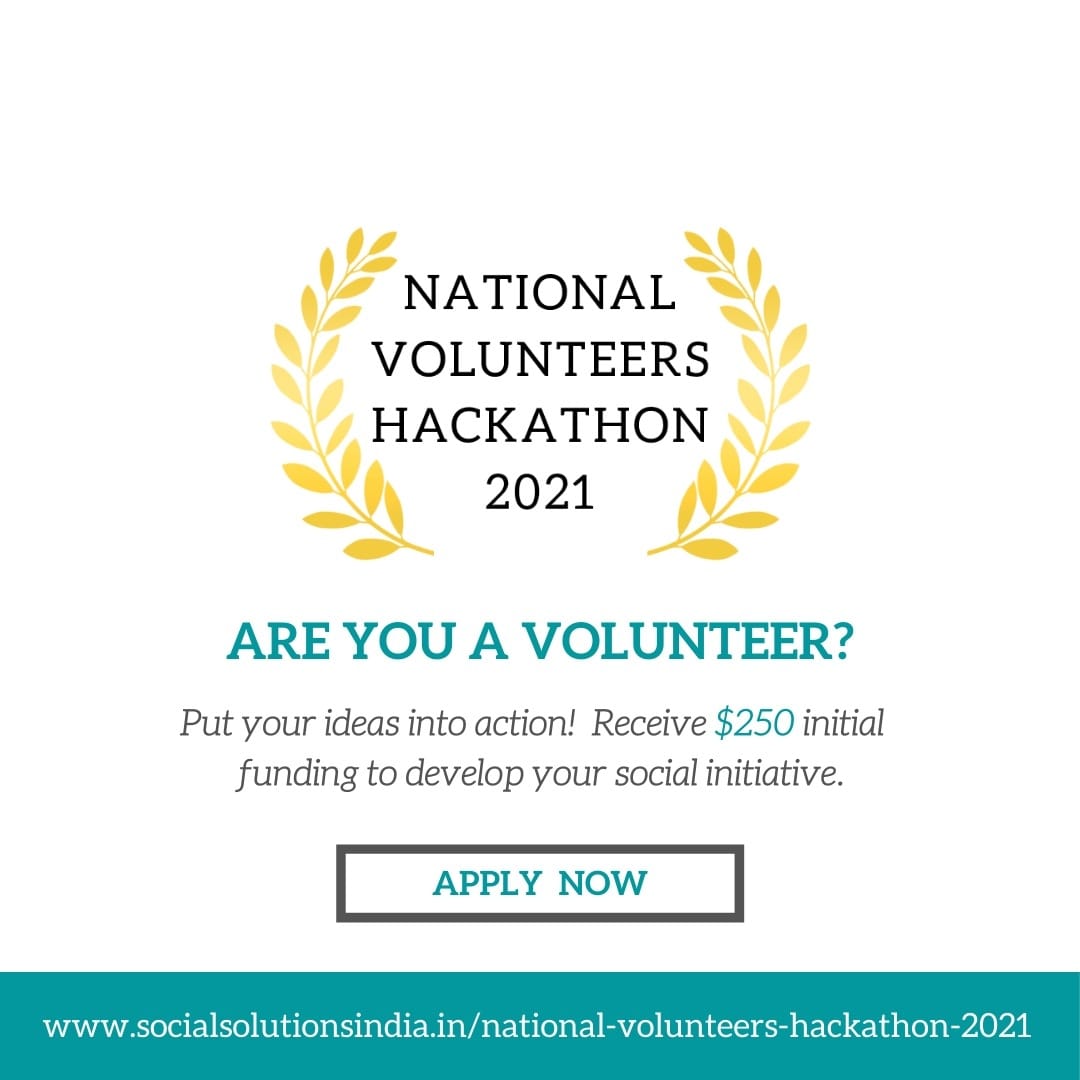 NATIONAL
VOLUNTEERS
HACKATHON
2021
ARE YOU A VOLUNTEER?
Put your ideas into action! Receive $250 initial
funding to develop your social initiative.
APPLY NOW
www.socialsolutionsindia.in/national-volunteers-hackathon-2021